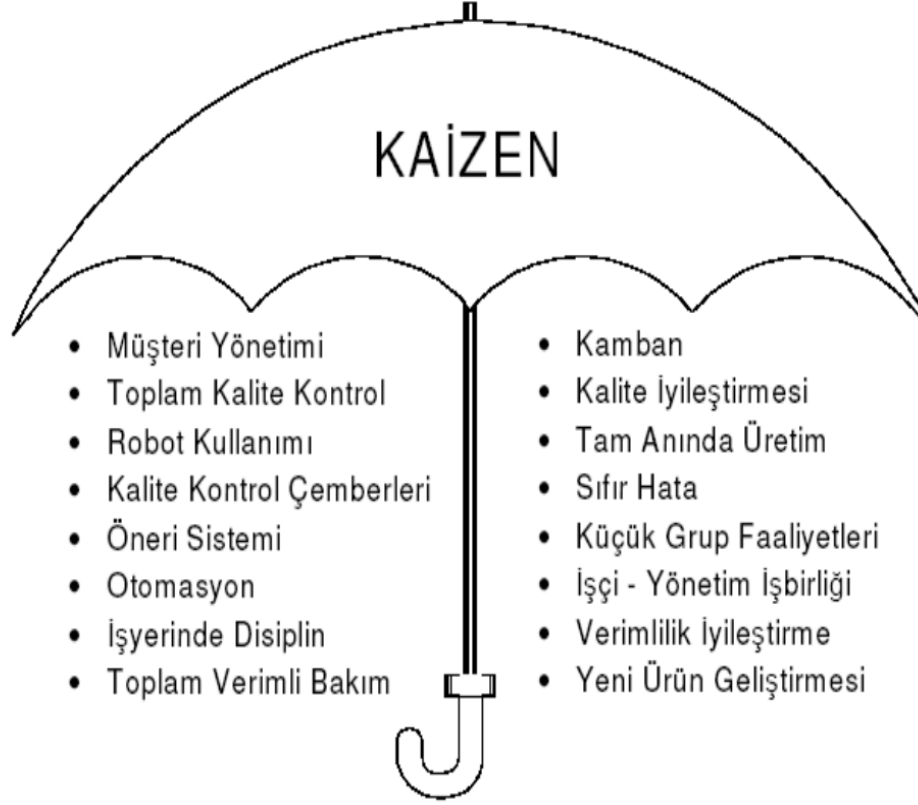 KAİZEN
• Müşteri Yönetimi
• Toplam Kalite Kontrol
• Robot Kullanımı
• Kalite Kontrol Çemberleri
• Öneri Sistemi
• Otomasyon
• İşyerinde Disiplin
• Toplam Verimli Bakım
• Kamban
• Kalite İyileştirmesi
• Tam Anında Üretim
• Sıfır Hata
• Küçük Grup Faaliyetleri
• İşçi - Yönetim İşbirliği
• Verimlilik İyileştirme
• Yeni Ürün Geliştirmesi